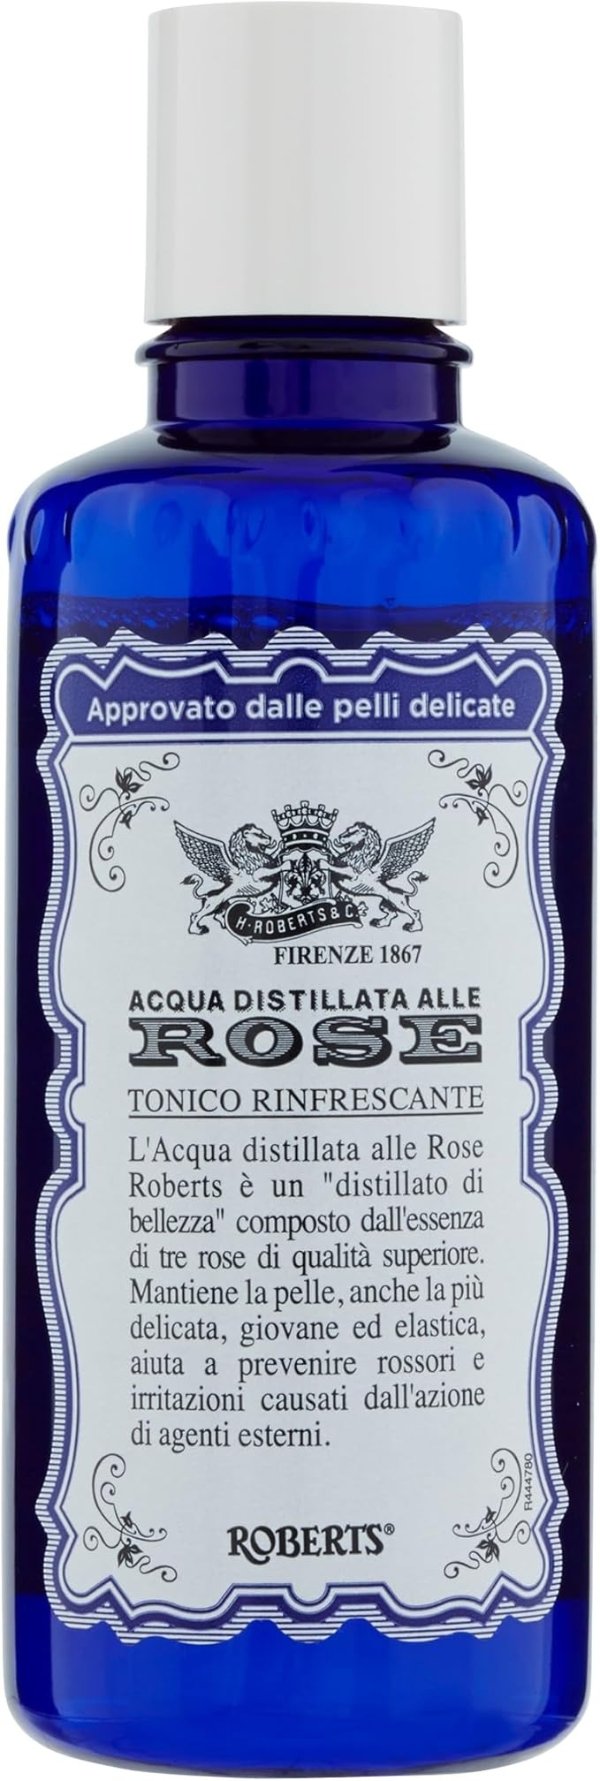 Approvato dalle pelli delicate
H·ROBERTS & C.
FIRENZE 1867
ACQUA DISTILLATA ALLE
ROSE
TONICO RINFRESCANTE
L'Acqua distillata alle Rose
Roberts è un "distillato di
bellezza" composto dall'essenza
di tre rose di qualità superiore.
Mantiene la pelle, anche la più
delicata, giovane ed elastica,
aiuta a prevenire rossori e
irritazioni causati dall'azione
di agenti esterni.
R444780
ROBERTS®